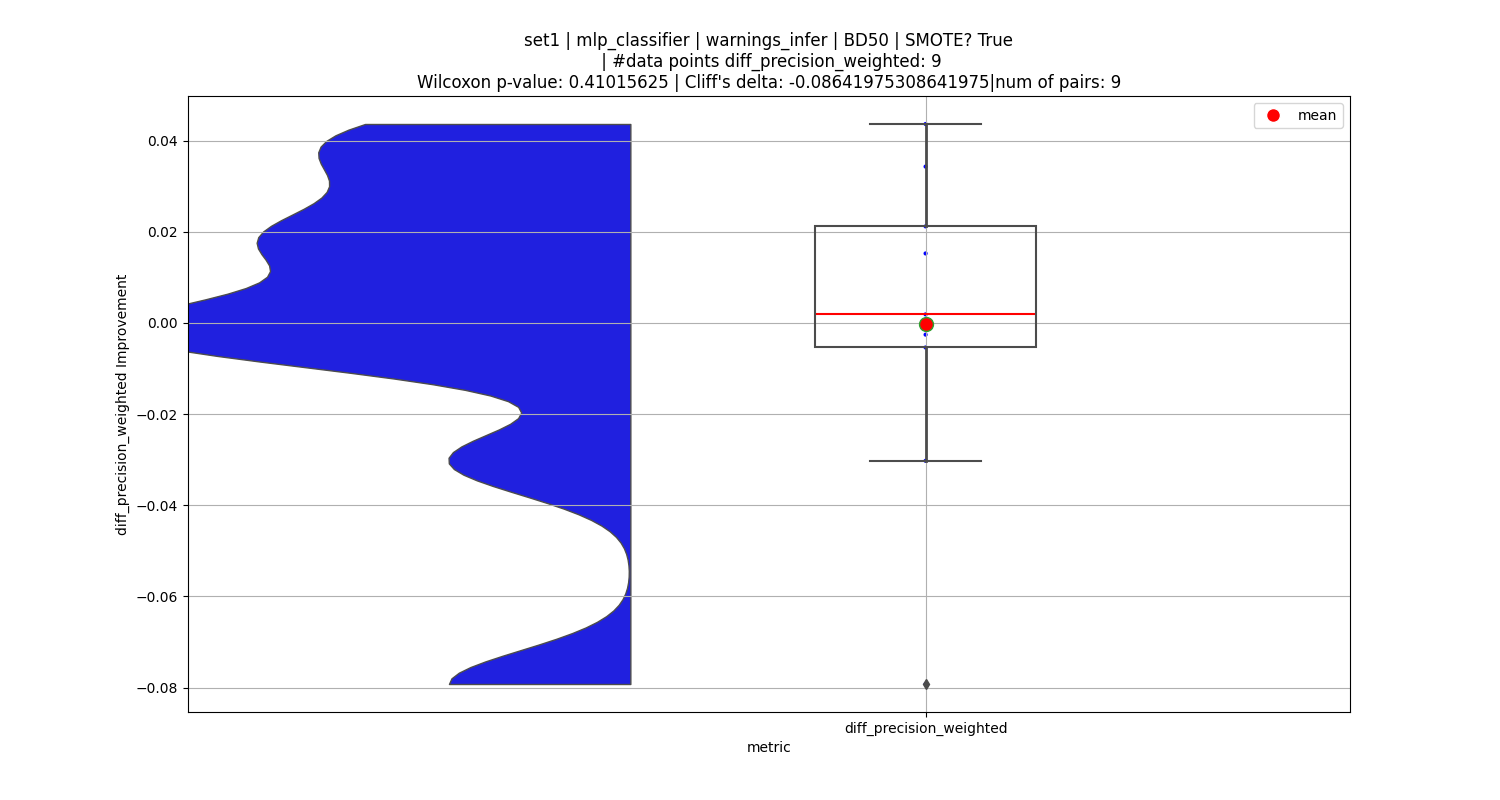 set1 | mlp_classifier | warnings_infer | BD50 | SMOTE? True
| #data points diff_precision_weighted: 9
Wilcoxon p-value: 0.41015625 | Cliff's delta: -0.08641975308641975|num of pairs: 9
mean
0.04
0.02
0.00
−0.02
−0.04
−0.06
−0.08
diff_precision_weighted Improvement
diff_precision_weighted
metric